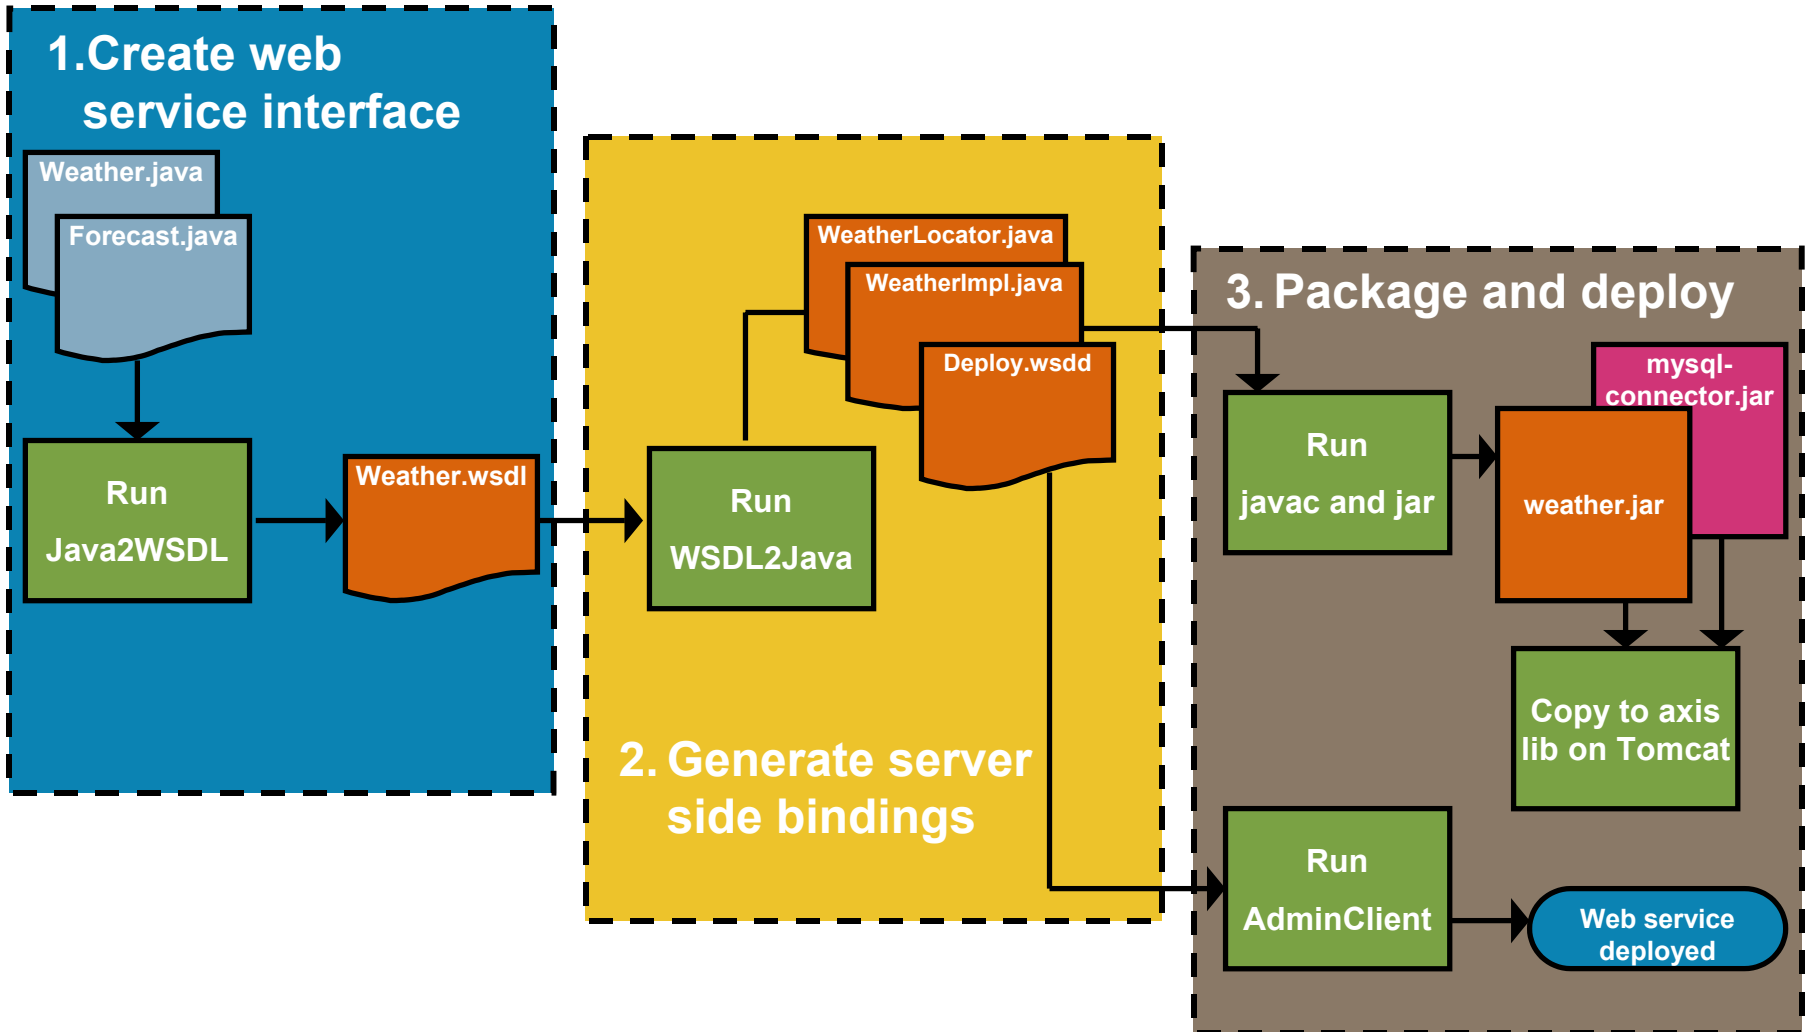 1.Create web
service interface
Weather.java
Forecast.java
Run
Java2WSDL
Weather.wsdl
2. Generate server
side bindings
WeatherLocator.java
WeatherImpl.java
Deploy.wsdd
Run
WSDL2Java
3. Package and deploy
mysql-
connector.jar
Run
javac and jar
weather.jar
Copy to axis
lib on Tomcat
Run
AdminClient
Web service
deployed